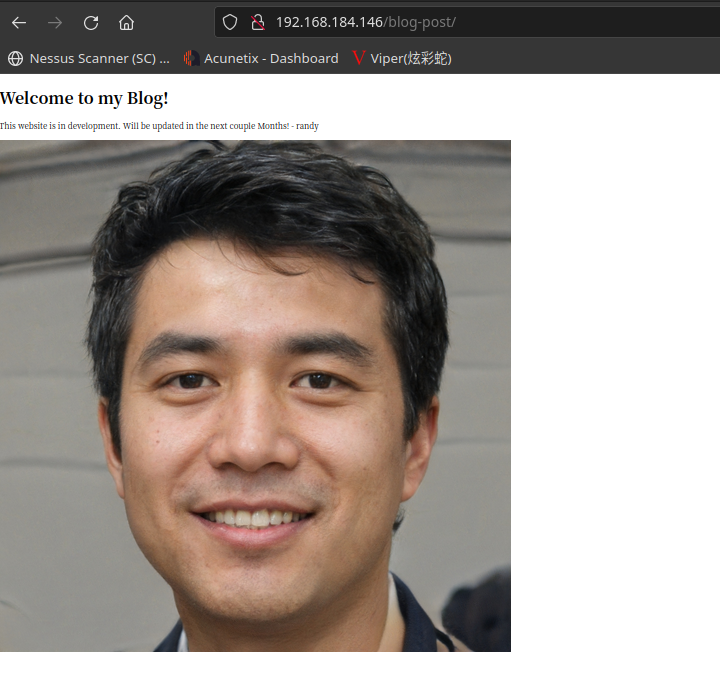 192.168.184.146/blog-post/
Nessus Scanner (SC) ... Acunetix - Dashboard Viper(炫彩蛇)
Welcome to my Blog!
This website is in development. Will be updated in the next couple Months! - randy